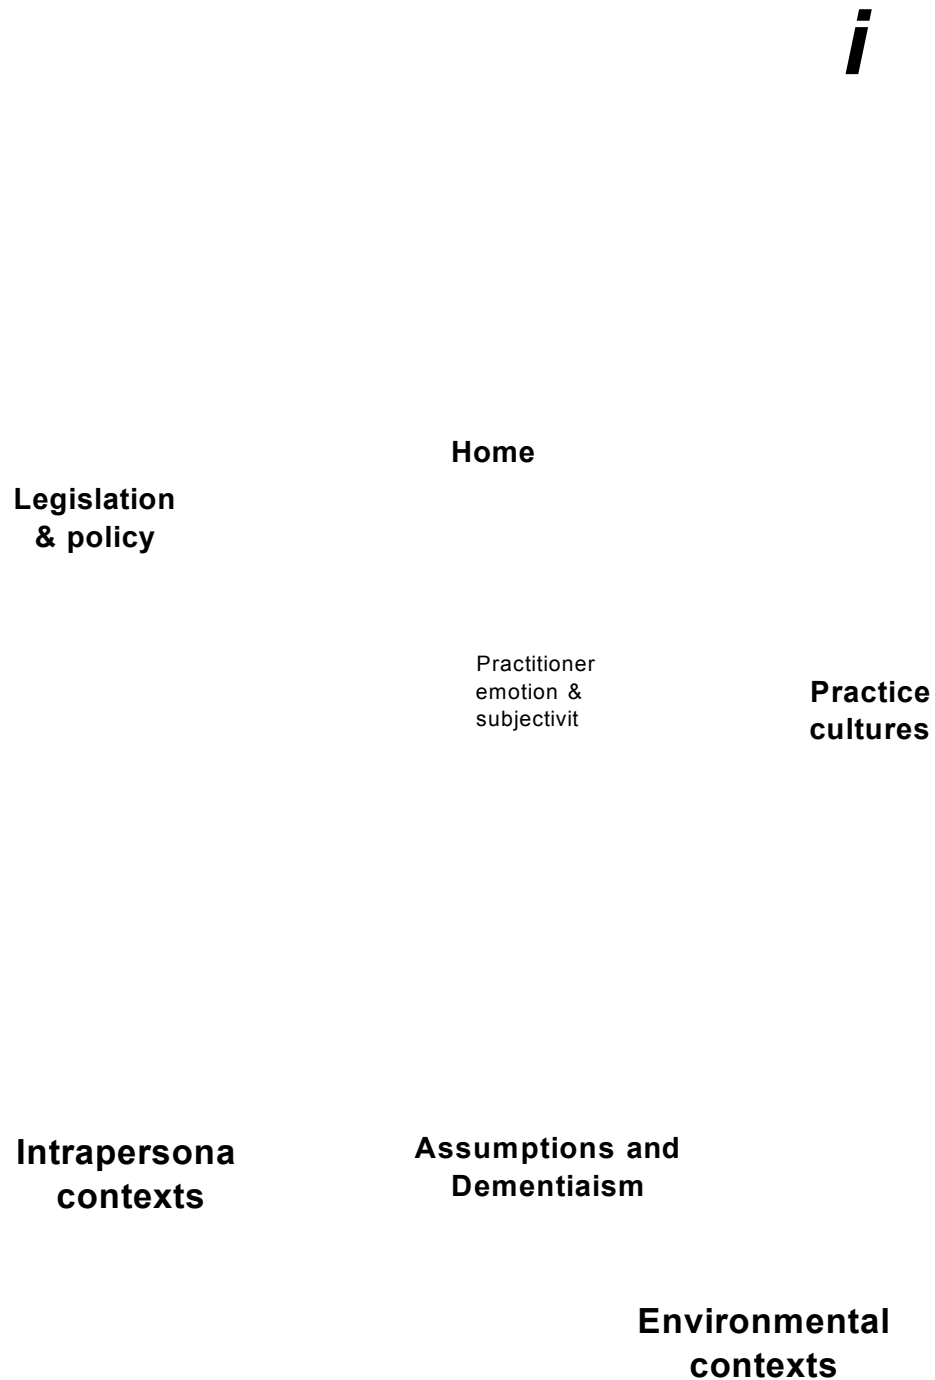 i
Home
Legislation
& policy
Practitioner
emotion &
subjectivit
Practice
cultures
Intrapersona
contexts
Assumptions and
Dementiaism
Environmental
contexts